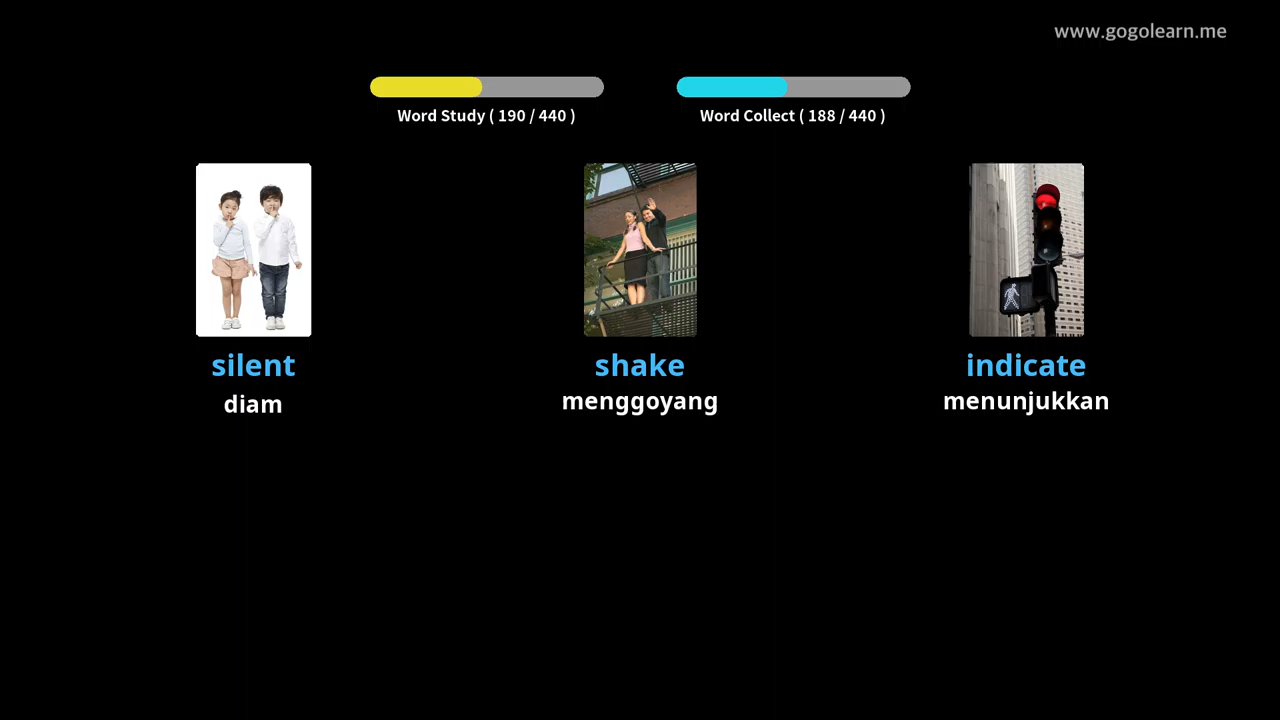 www.gogolearn.me
Word Study ( 190 / 440 )
Word Collect ( 188 / 440 )
silent
diam
shake
menggoyang
indicate
menunjukkan